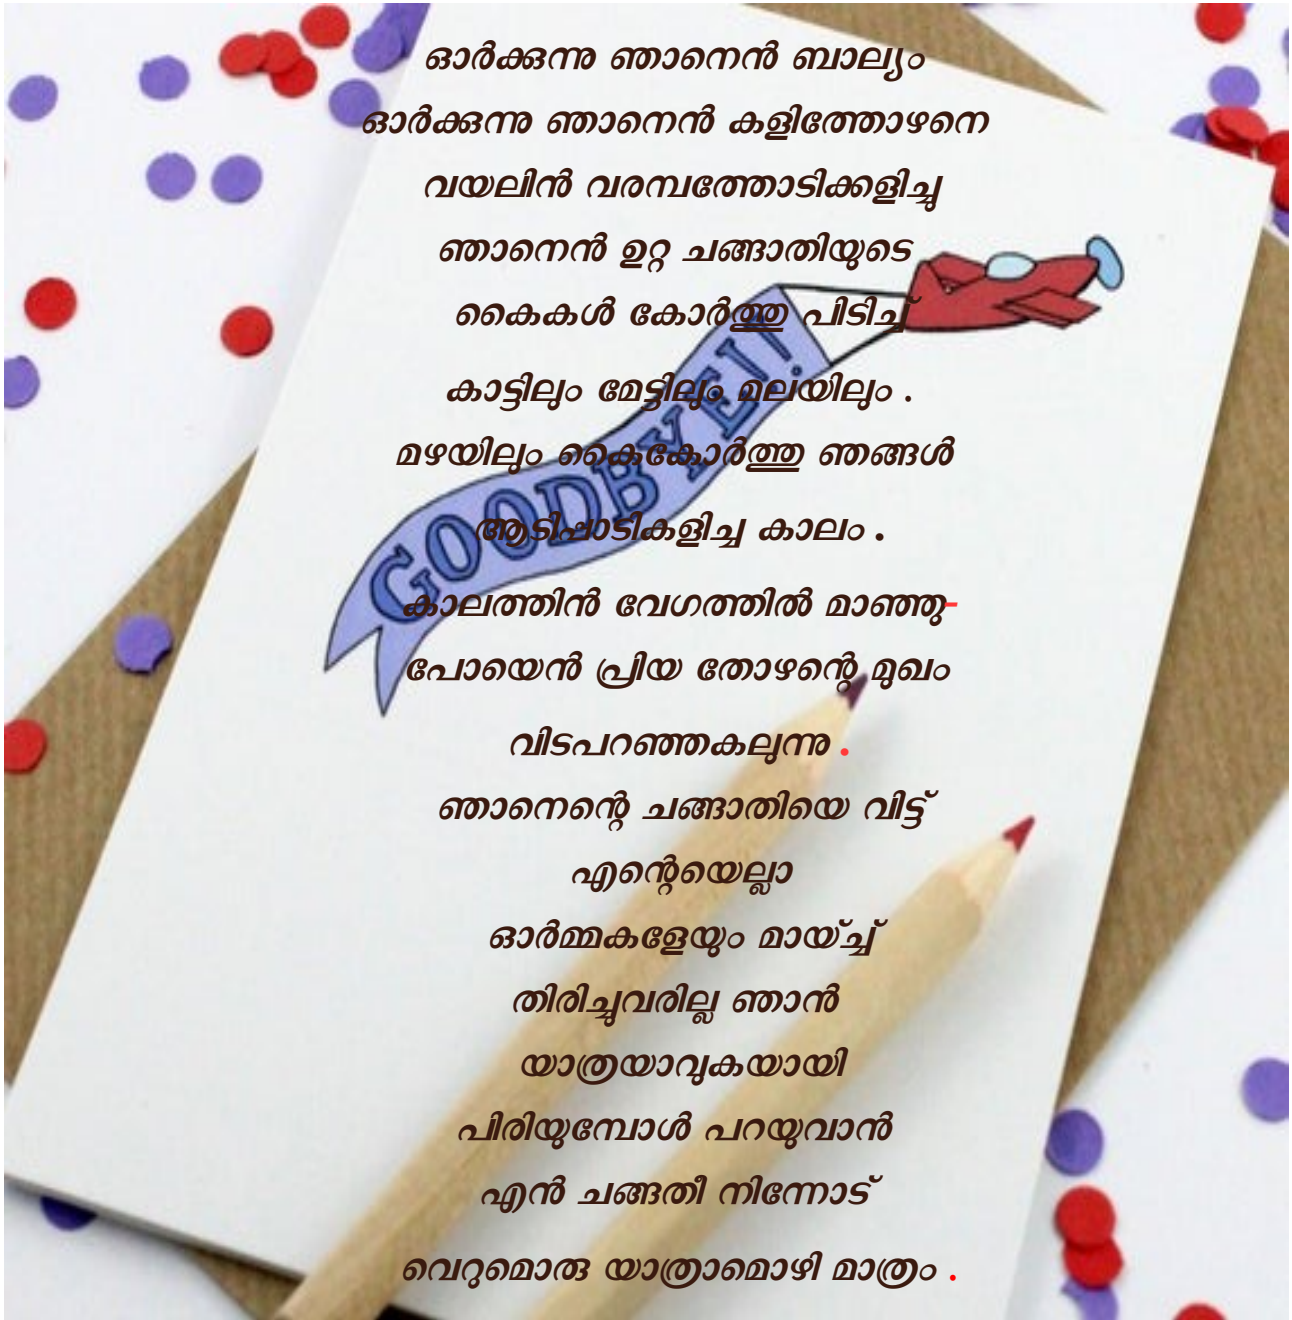 ഓർക്കുന്നു ഞാനെൻ ബാല്യം
ഓർക്കുന്നു ഞാനെൻ കളിത്തോഴനെ
വയലിൻ വരമ്പത്തോടിക്കളിച്ചു
ഞാനെൻ ഉറ്റ ചങ്ങാതിയുടെ
കൈകൾ കോർത്തു പിടിച്ച്
കാട്ടിലും മേട്ടിലും മലയിലും .
മഴയിലും കൈകോർത്തു ഞങ്ങൾ
ആടിപ്പാടികളിച്ച കാലം .
കാലത്തിൻ വേഗത്തിൽ മാഞ്ഞു-
പോയെൻ പ്രിയ തോഴന്റെ മുഖം
വിടപറഞ്ഞകലുന്നു .
ഞാനെന്റെ ചങ്ങാതിയെ വിട്ട്
എന്റെയെല്ലാ
ഓർമ്മകളേയും മായ്ച്ച്
തിരിച്ചുവരില്ല ഞാൻ
യാത്രയാവുകയായി
പിരിയുമ്പോൾ പറയുവാൻ
എൻ ചങ്ങതീ നിന്നോട്
വെറുമൊരു യാത്രാമൊഴി മാത്രം .
GOODBYE!!